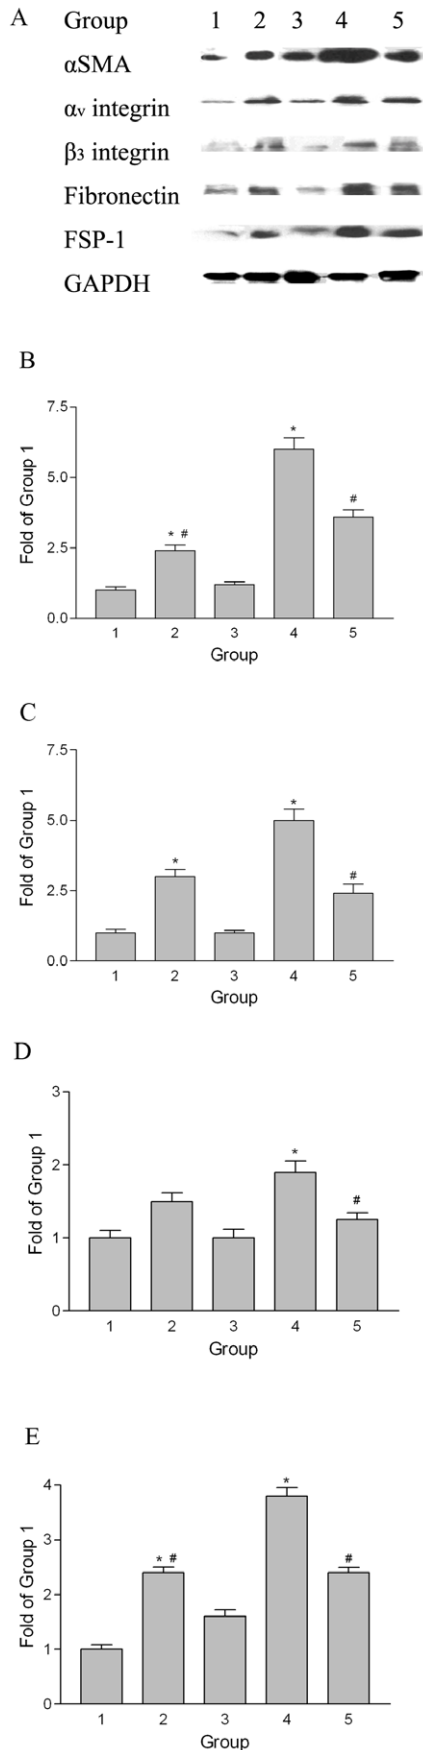 A
Group 1 2 3 4 5
αSMA
αv integrin
β3 integrin
Fibronectin
FSP-1
GAPDH
B
7.5
5.0
2.5
0.0
Fold of Group 1
* #
*
#
1 2 3 4 5
Group
C
7.5
5.0
2.5
0.0
Fold of Group 1
*
*
#
1 2 3 4 5
Group
D
3
2
1
0
Fold of Group 1
*
#
1 2 3 4 5
Group
E
4
3
2
1
0
Fold of Group 1
* #
*
#
1 2 3 4 5
Group